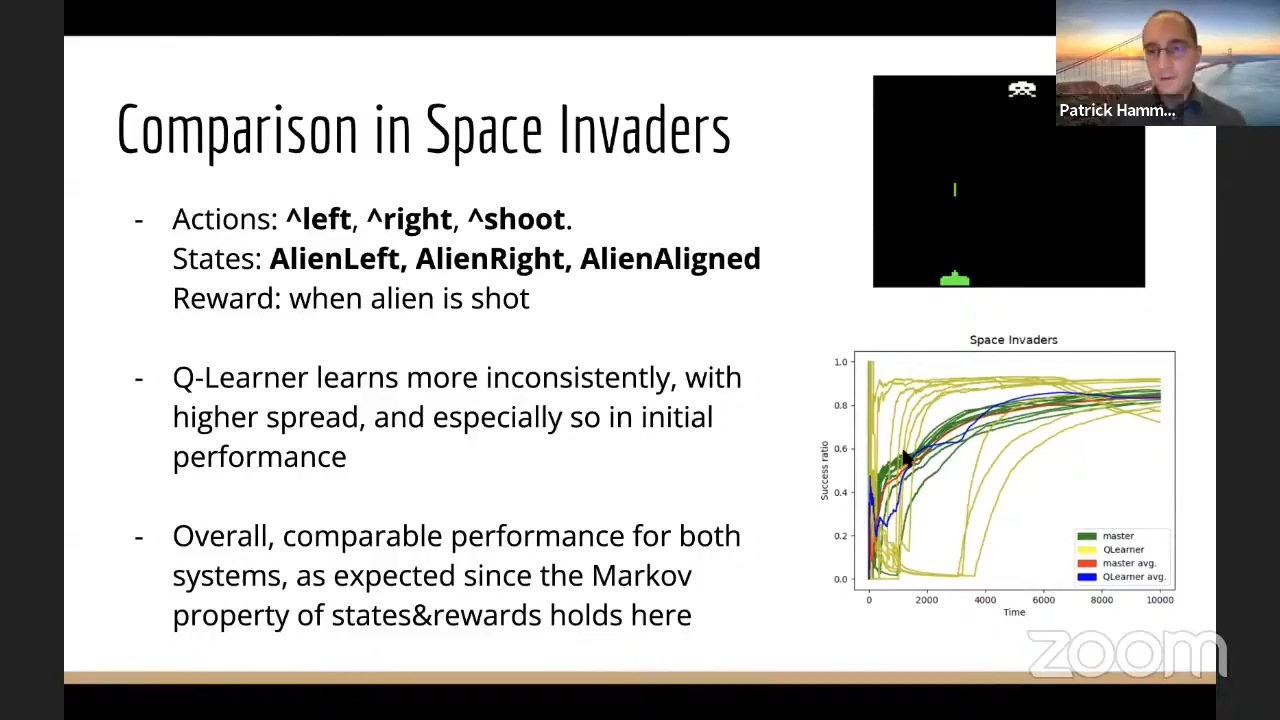 Comparison in Space Invaders
Patrick Hamm...
- Actions: ^left, ^right, ^shoot.
States: AlienLeft, AlienRight, AlienAligned
Reward: when alien is shot
- Q-Learner learns more inconsistently, with
higher spread, and especially so in initial
performance
- Overall, comparable performance for both
systems, as expected since the Markov
property of states&rewards holds here
Space Invaders
1.0
0.8
0.6
0.4
0.2
0.0
Success ratio
0 2000 4000 6000 8000 10000
Time
master
QLearner
master avg.
QLearner avg.
zoom